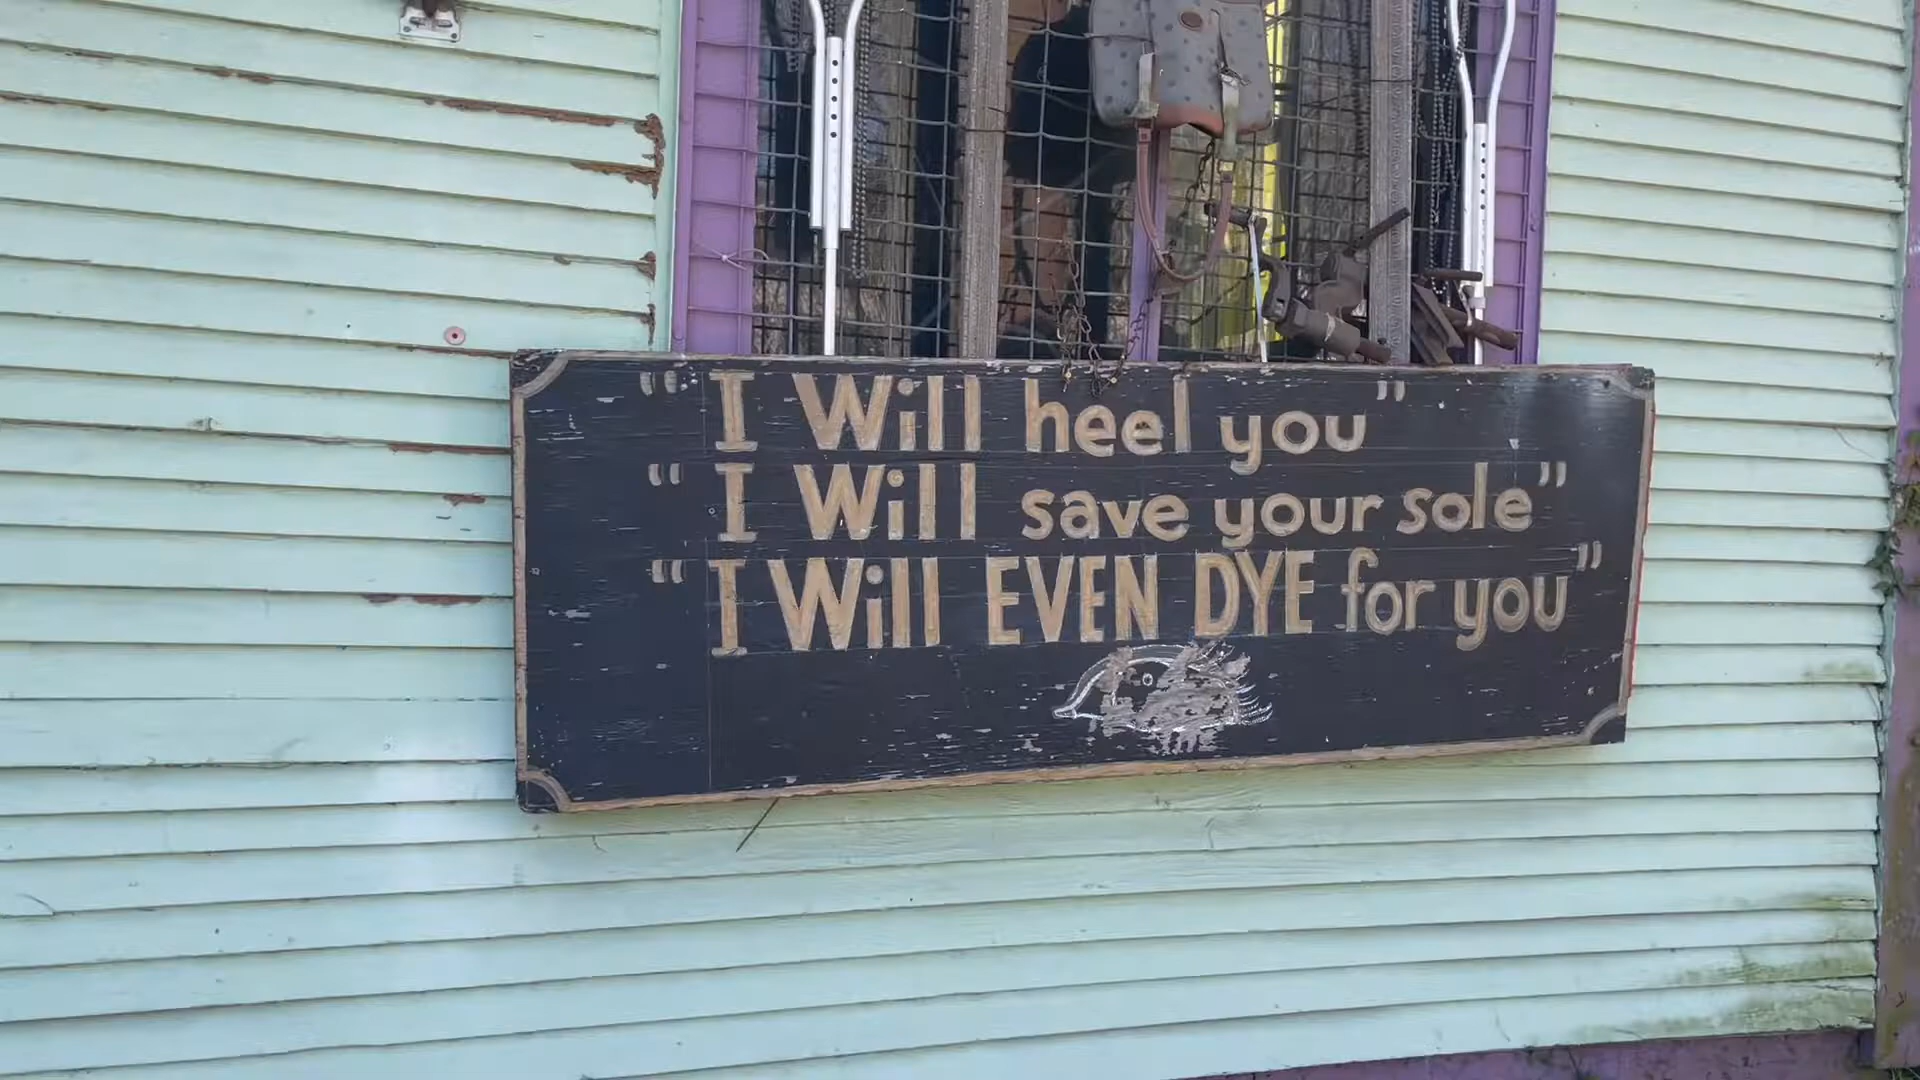 "I Will heel you"
"I Will save your sole"
"I Will EVEN DYE for you"